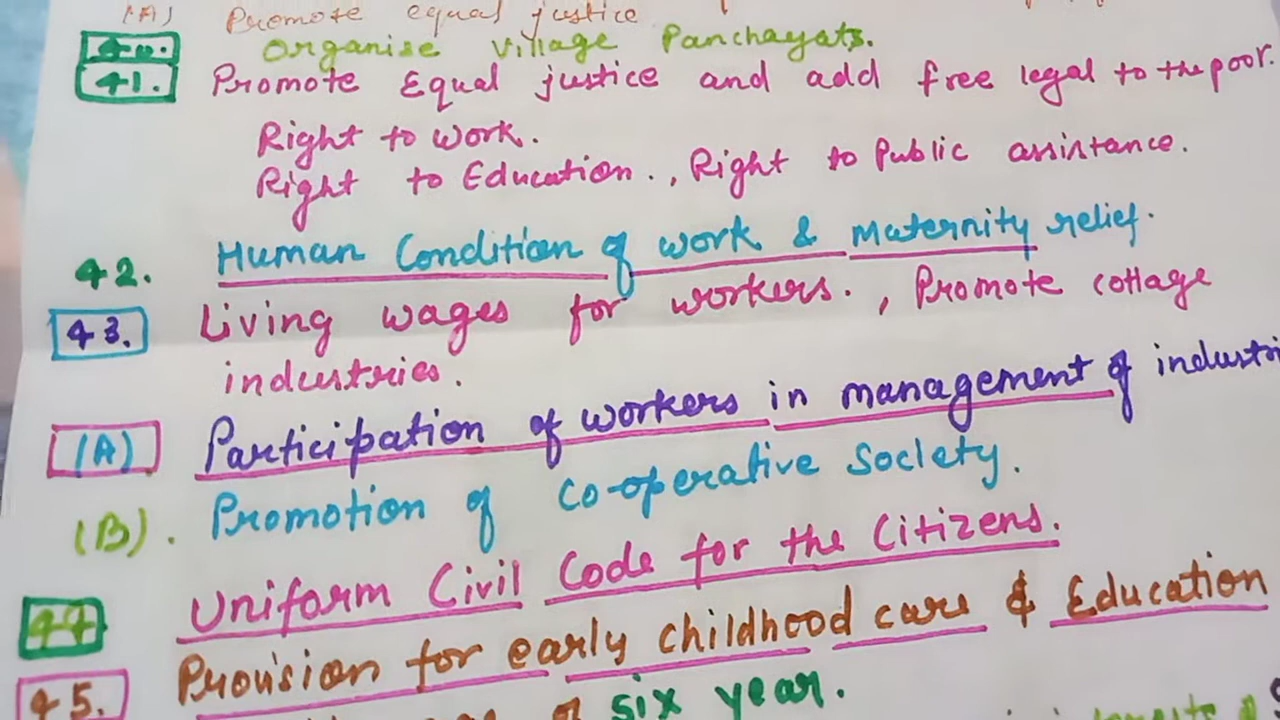 (A) Promote equal justice
40. Organise Village Panchayats.
41. Promote Equal justice and add free legal to the poor.
Right to work.
Right to Education., Right to Public assistance.
42. Human Condition of work & Maternity relief.
43. Living wages for workers., Promote cottage
industries.
(A) Participation of workers in management of industri
(B). Promotion of Co-operative Society.
44 Uniform Civil Code for the Citizens.
45. Provision for early childhood care & Education
six year.